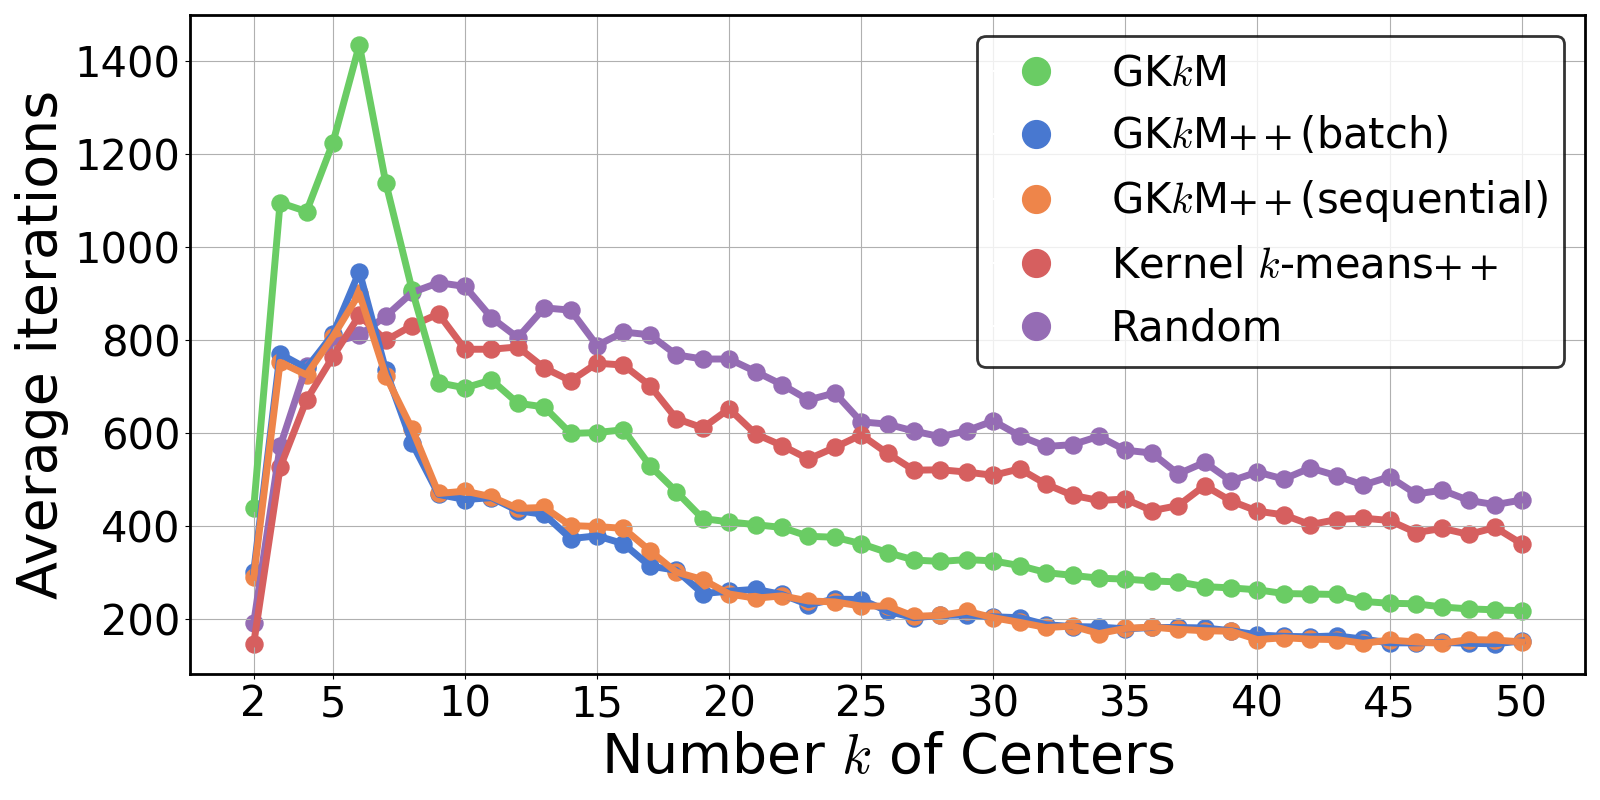 Average iterations
1400
1200
1000
800
600
400
200
GKkM
GKkM++(batch)
GKkM++(sequential)
Kernel k-means++
Random
2 5 10 15 20 25 30 35 40 45 50
Number k of Centers